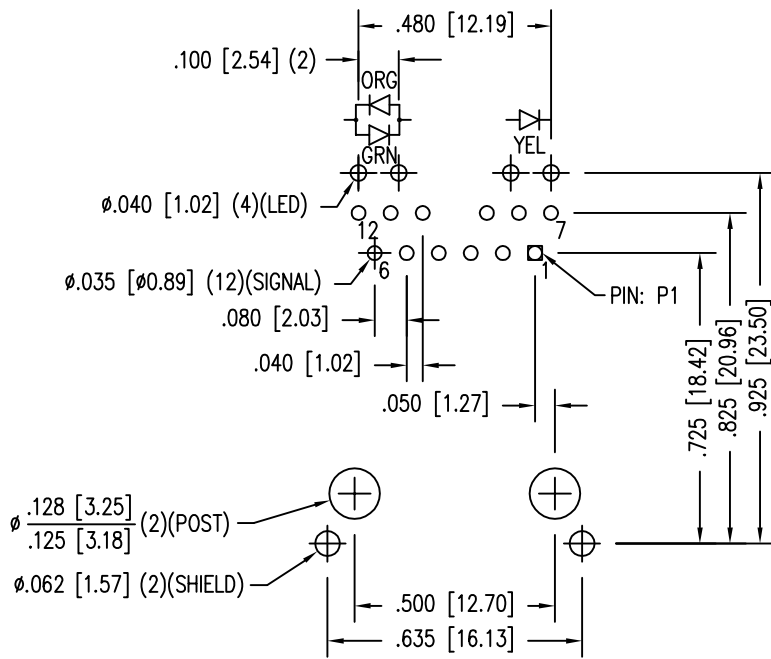 .480 [12.19]
.100 [2.54] (2)
ORG
GRN
YEL
ø.040 [1.02] (4)(LED)
12
7
6
1
ø.035 [ø0.89] (12)(SIGNAL)
PIN: P1
.080 [2.03]
.040 [1.02]
.050 [1.27]
.725 [18.42]
.825 [20.96]
.925 [23.50]
ø .128 [3.25]
.125 [3.18] (2)(POST)
ø.062 [1.57] (2)(SHIELD)
.500 [12.70]
.635 [16.13]